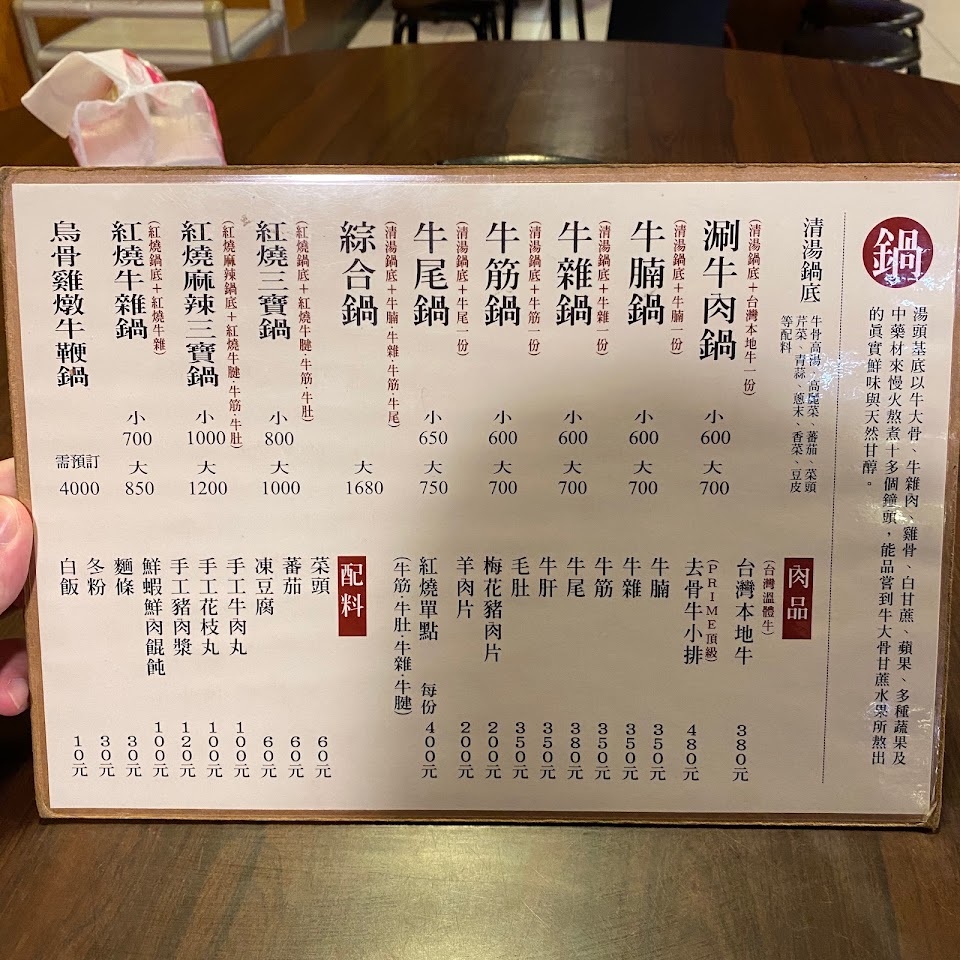 鍋
湯頭基底以牛大骨、牛雜肉、雞骨、白甘蔗、蘋果、多種蔬果及
中藥材來慢火熬煮十多個鐘頭，能品嘗到牛大骨甘蔗水果所熬出
的真實鮮味與天然甘醇。
清湯鍋底
牛骨高湯、高麗菜、蕃茄、菜頭
芹菜、青蒜、蔥末、香菜、豆皮
等配料
(清湯鍋底＋台灣本地牛一份)
涮牛肉鍋 小 600 大 700
(清湯鍋底＋牛腩一份)
牛腩鍋 小 600 大 700
(清湯鍋底＋牛雜一份)
牛雜鍋 小 600 大 700
(清湯鍋底＋牛筋一份)
牛筋鍋 小 600 大 700
(清湯鍋底＋牛尾一份)
牛尾鍋 小 650 大 750
(清湯鍋底＋牛腩·牛雜·牛筋·牛尾)
綜合鍋 大 1680
(紅燒鍋底＋紅燒牛腱·牛筋·牛肚)
紅燒三寶鍋 小 800 大 1000
(紅燒麻辣鍋底＋紅燒牛腱·牛筋·牛肚)
紅燒麻辣三寶鍋 小 1000 大 1200
(紅燒鍋底＋紅燒牛雜)
紅燒牛雜鍋 小 700 大 850
烏骨雞燉牛鞭鍋 需預訂 4000
肉品
(台灣溫體牛)
台灣本地牛 380元
(PRIME頂級)
去骨牛小排 480元
牛腩 350元
牛雜 350元
牛筋 350元
牛尾 380元
牛肝 350元
毛肚 350元
梅花豬肉片 200元
羊肉片 200元
紅燒單點 每份 400元
(牛筋·牛肚·牛雜·牛腱)
配料
菜頭 60元
蕃茄 60元
凍豆腐 60元
手工牛肉丸 100元
手工花枝丸 100元
手工豬肉漿 120元
鮮蝦鮮肉餛飩 100元
麵條 30元
冬粉 30元
白飯 10元